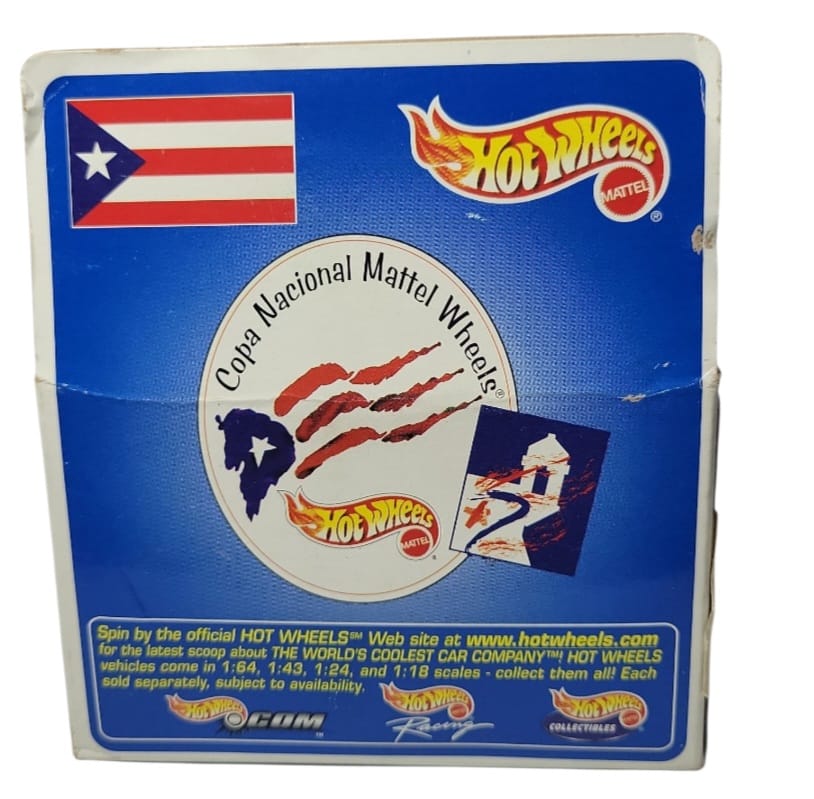 HOT WHEELS
MATTEL
®
Copa Nacional Mattel Wheels®
HOT WHEELS
MATTEL
®
Spin by the official HOT WHEELS℠ Web site at www.hotwheels.com
for the latest scoop about THE WORLD'S COOLEST CAR COMPANY™! HOT WHEELS
vehicles come in 1:64, 1:43, 1:24, and 1:18 scales - collect them all! Each
sold separately, subject to availability.
HOT WHEELS .COM ™
HOT WHEELS Racing
HOT WHEELS COLLECTIBLES